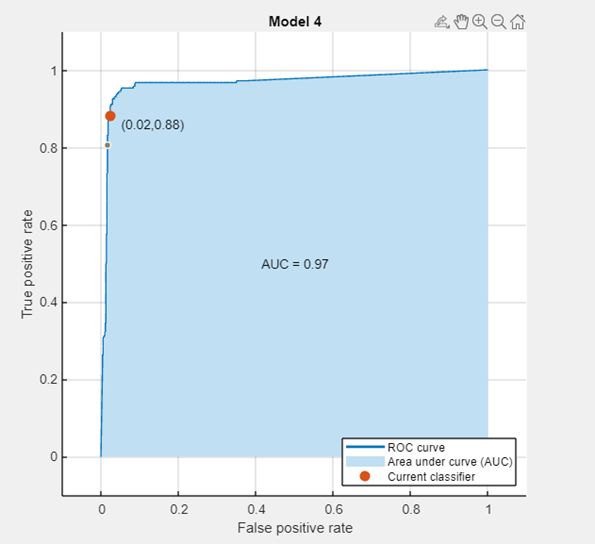 Model 4
1
0.8
0.6
0.4
0.2
0
True positive rate
(0.02,0.88)
AUC = 0.97
ROC curve
Area under curve (AUC)
Current classifier
0
0.2
0.4
0.6
0.8
1
False positive rate